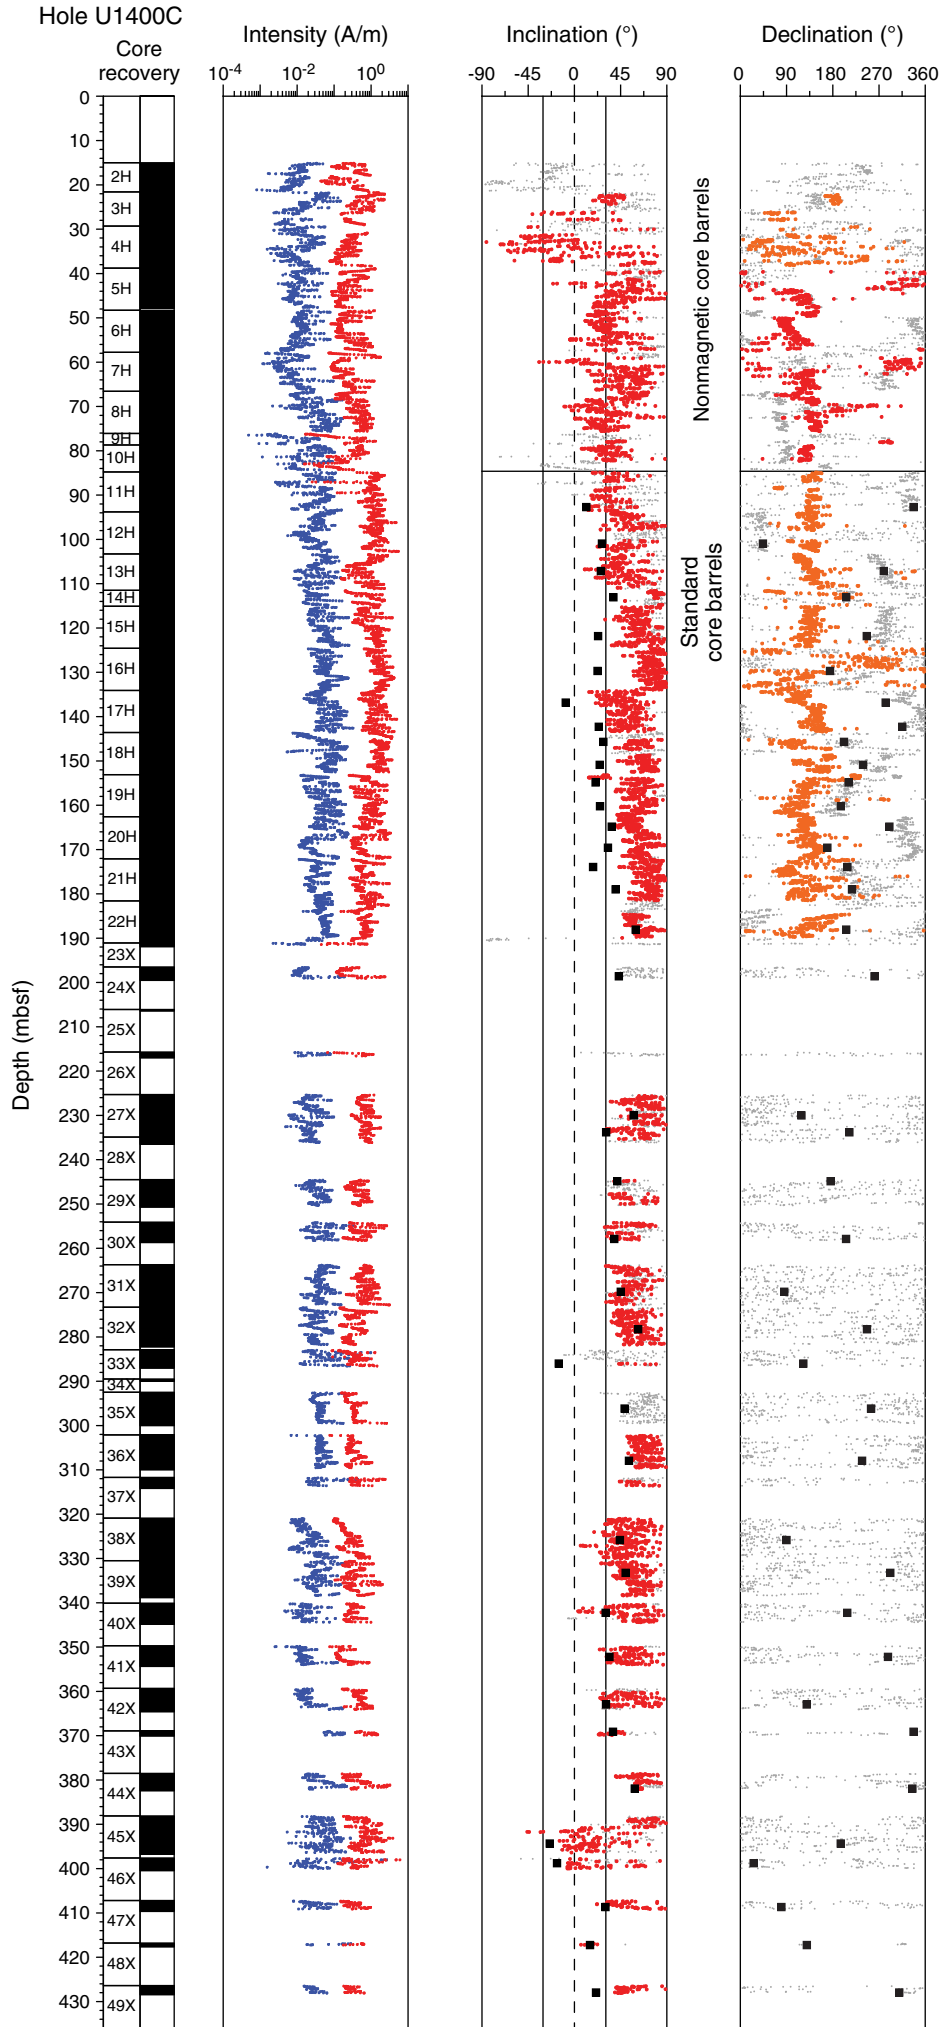 Hole U1400C
Core recovery
Intensity (A/m)
Inclination (°)
Declination (°)
10-4 10-2 100
-90 -45 0 45 90
0 90 180 270 360
Depth (mbsf)
0
10
20
30
40
50
60
70
80
90
100
110
120
130
140
150
160
170
180
190
200
210
220
230
240
250
260
270
280
290
300
310
320
330
340
350
360
370
380
390
400
410
420
430
2H
3H
4H
5H
6H
7H
8H
9H
10H
11H
12H
13H
14H
15H
16H
17H
18H
19H
20H
21H
22H
23X
24X
25X
26X
27X
28X
29X
30X
31X
32X
33X
34X
35X
36X
37X
38X
39X
40X
41X
42X
43X
44X
45X
46X
47X
48X
49X
Nonmagnetic core barrels
Standard
core barrels